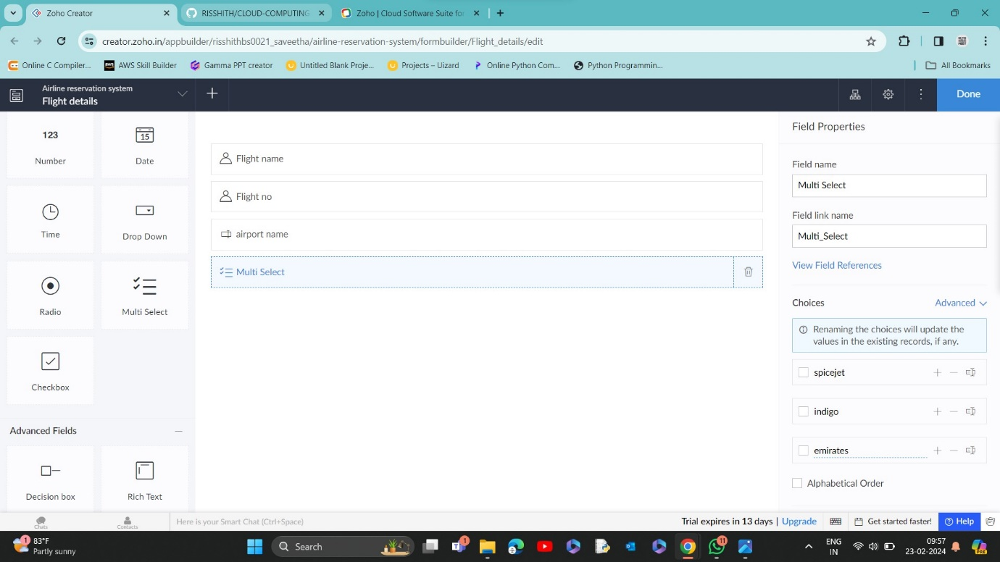 Zoho Creator
RISSHITH/CLOUD-COMPUTING
Zoho | Cloud Software Suite for
creator.zoho.in/appbuilder/risshithbs0021_saveetha/airline-reservation-system/formbuilder/Flight_details/edit
Online C Compiler...
AWS Skill Builder
Gamma PPT creator
Untitled Blank Proje...
Projects – Uizard
Online Python Com...
Python Programmin...
All Bookmarks
Airline reservation system
Flight details
Done
123
Number
15
Date
Time
Drop Down
Radio
Multi Select
Checkbox
Advanced Fields
Decision box
Rich Text
Flight name
Flight no
airport name
Multi Select
Field Properties
Field name
Multi Select
Field link name
Multi_Select
View Field References
Choices
Advanced
Renaming the choices will update the
values in the existing records, if any.
spicejet
indigo
emirates
Alphabetical Order
Chats
Contacts
Here is your Smart Chat (Ctrl+Space)
Trial expires in 13 days | Upgrade
Get started faster!
Help
1
83°F
Partly sunny
Search
1
11
ENG
IN
09:57
23-02-2024
PRE